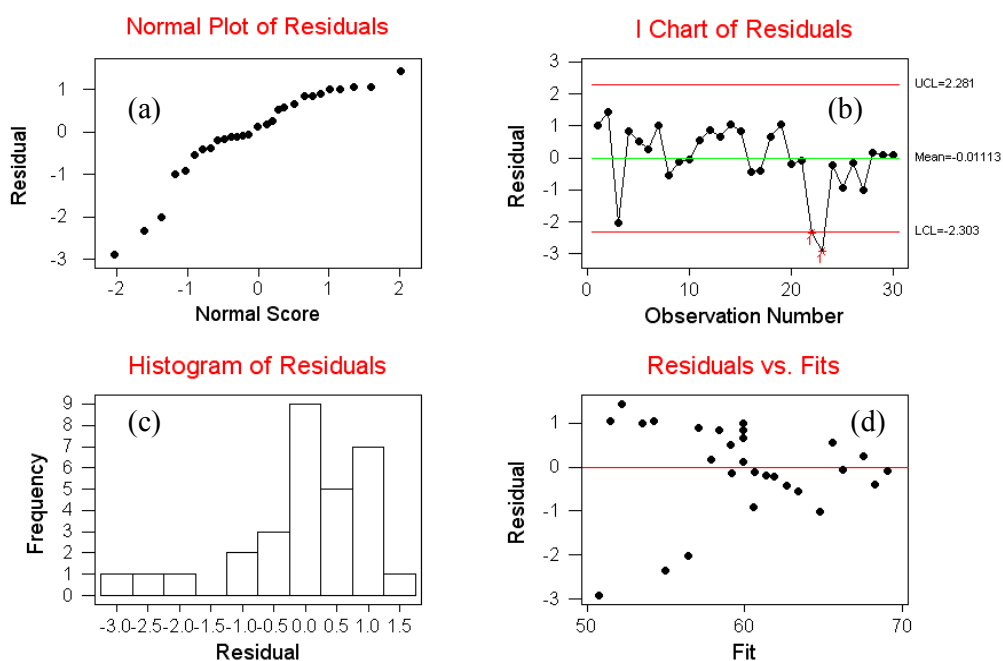 Normal Plot of Residuals
(a)
1
0
-1
-2
-3
Residual
-2
-1
0
1
2
Normal Score
I Chart of Residuals
(b)
3
2
1
0
-1
-2
-3
Residual
UCL=2.281
Mean=-0.01113
LCL=-2.303
0
10
20
30
Observation Number
Histogram of Residuals
(c)
9
8
7
6
5
4
3
2
1
0
Frequency
-3.0 -2.5 -2.0 -1.5 -1.0 -0.5 0.0 0.5 1.0 1.5
Residual
Residuals vs. Fits
(d)
1
0
-1
-2
-3
Residual
50
60
70
Fit